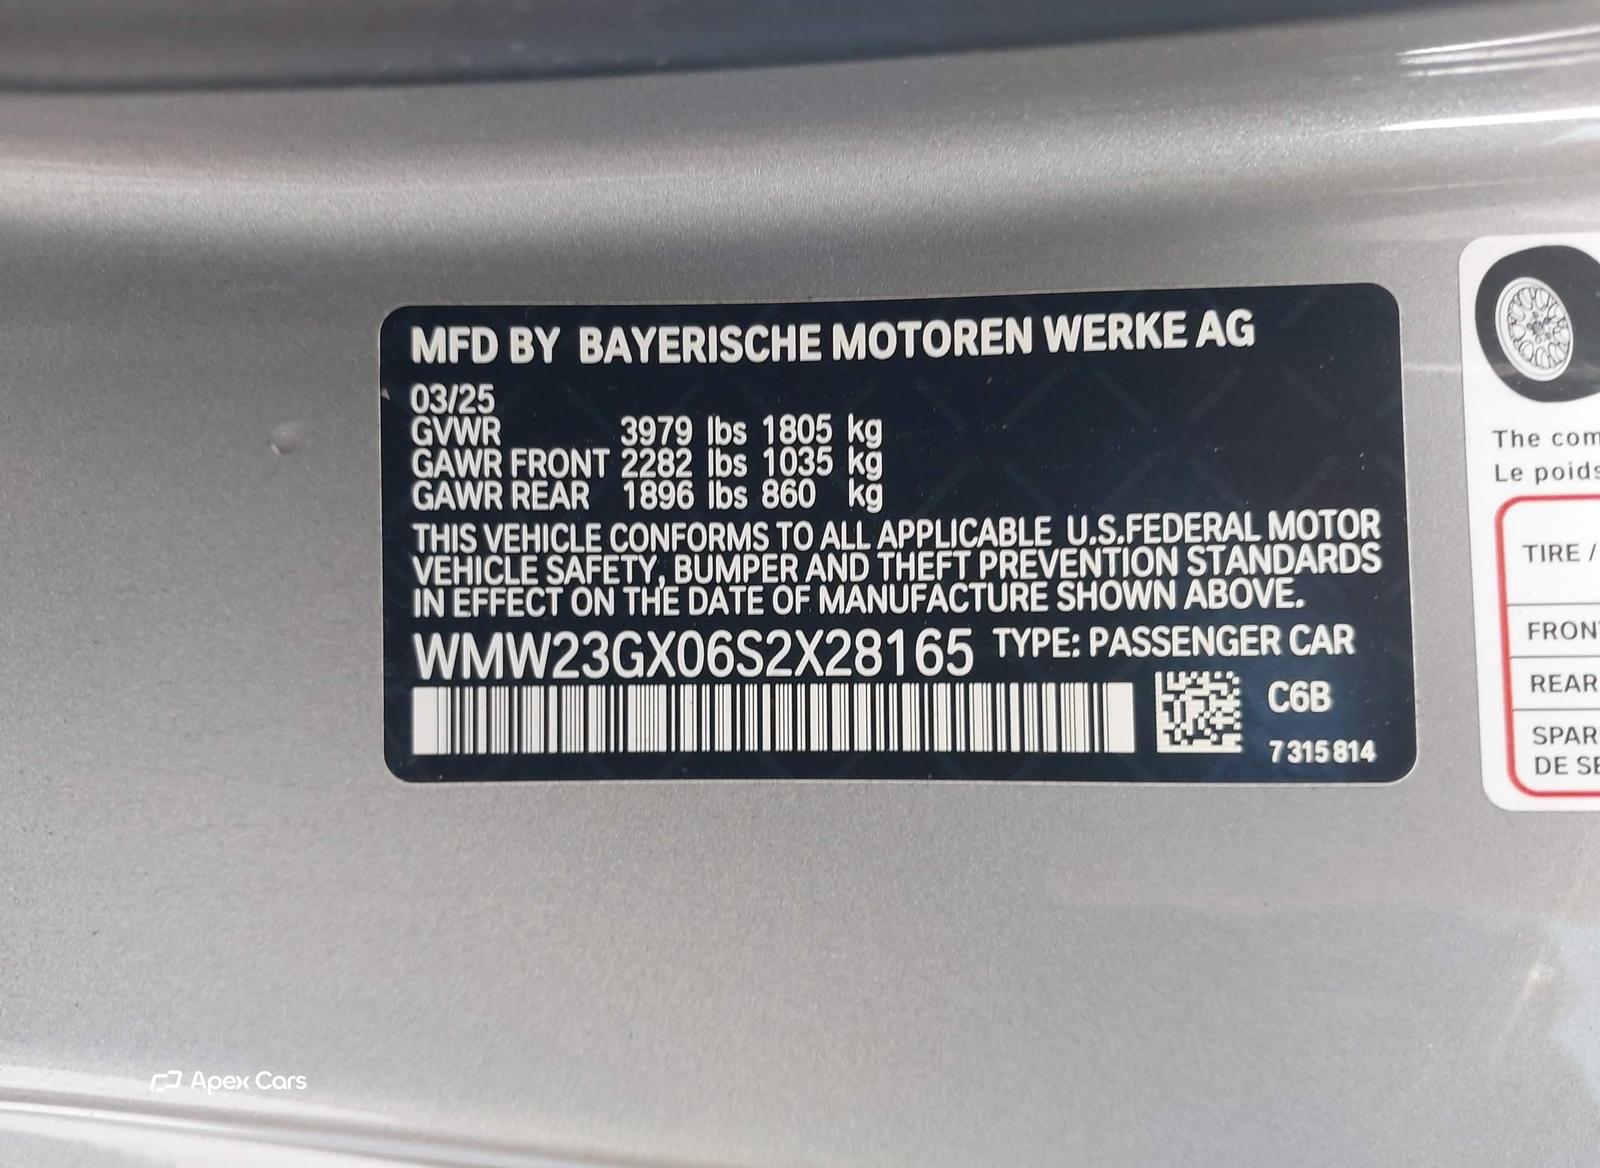 MFD BY BAYERISCHE MOTOREN WERKE AG
03/25
GVWR 3979 lbs 1805 kg
GAWR FRONT 2282 lbs 1035 kg
GAWR REAR 1896 lbs 860 kg
THIS VEHICLE CONFORMS TO ALL APPLICABLE U.S.FEDERAL MOTOR
VEHICLE SAFETY, BUMPER AND THEFT PREVENTION STANDARDS
IN EFFECT ON THE DATE OF MANUFACTURE SHOWN ABOVE.
WMW23GX06S2X28165 TYPE: PASSENGER CAR
C6B
7 315 814
The com
Le poids
TIRE /
FRONT
REAR
SPAR
DE SE
Apex Cars